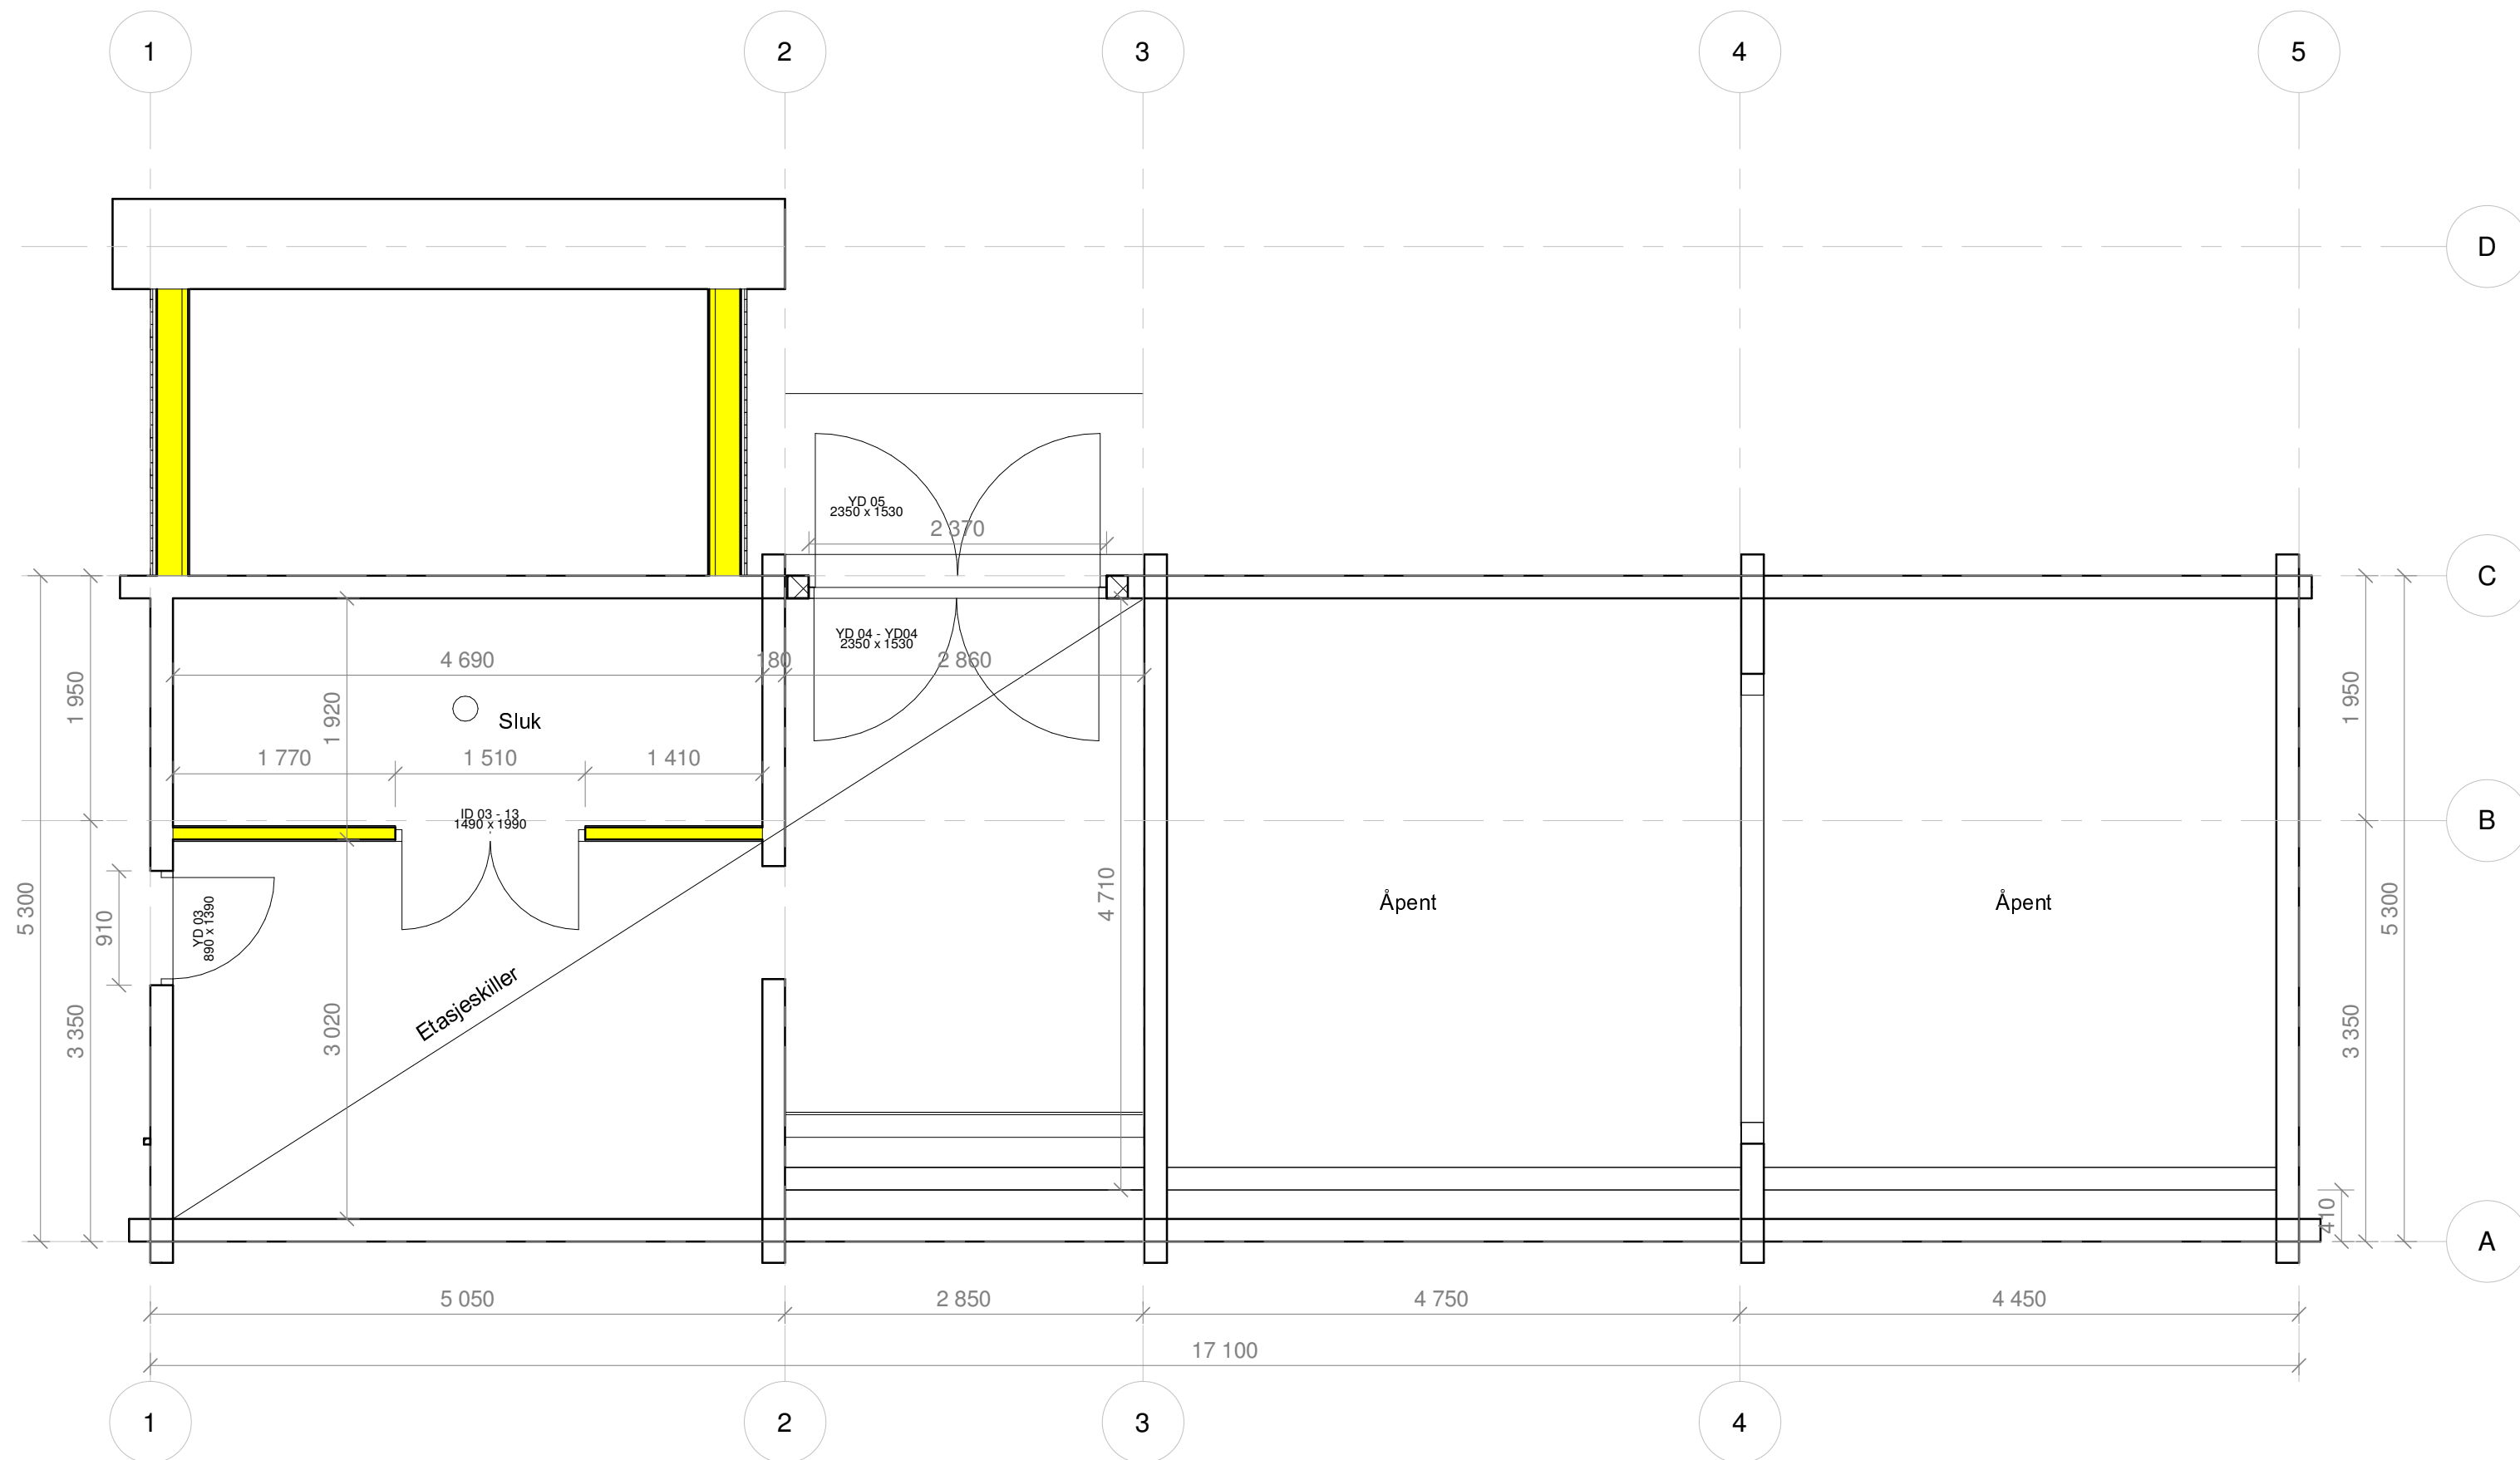 1
2
3
4
5
D
YD 05
2350 x 1530
2 370
C
YD 04 - YD04
2350 x 1530
4 690
180
2 860
1 950
1 920
1 950
Sluk
1 770
1 510
1 410
ID 03 - 13
1490 x 1990
B
5 300
910
YD 03
890 x 1390
4 710
Åpent
Åpent
5 300
Etasjeskiller
3 350
3 020
3 350
410
A
5 050
2 850
4 750
4 450
17 100
1
2
3
4